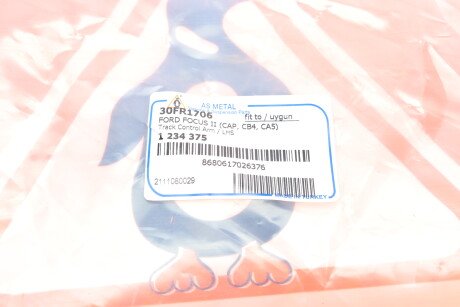 AS METAL
30FR1706 fit to / uygun
FORD FOCUS II (CAP, CB4, CA5)
Track Control Arm / LHS
1 234 375
8680617026376
2111080029